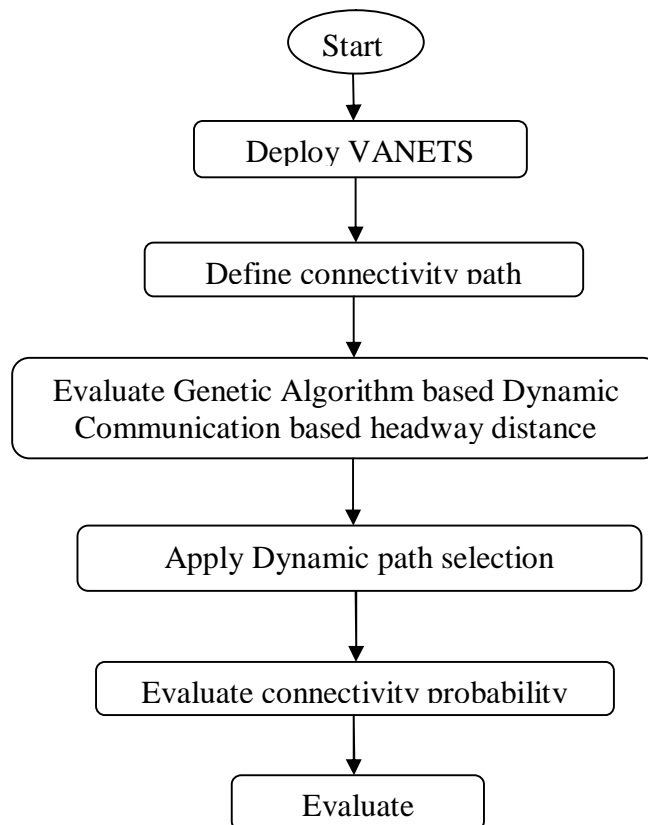 Start
Deploy VANETS
Define connectivity path
Evaluate Genetic Algorithm based Dynamic
Communication based headway distance
Apply Dynamic path selection
Evaluate connectivity probability
Evaluate